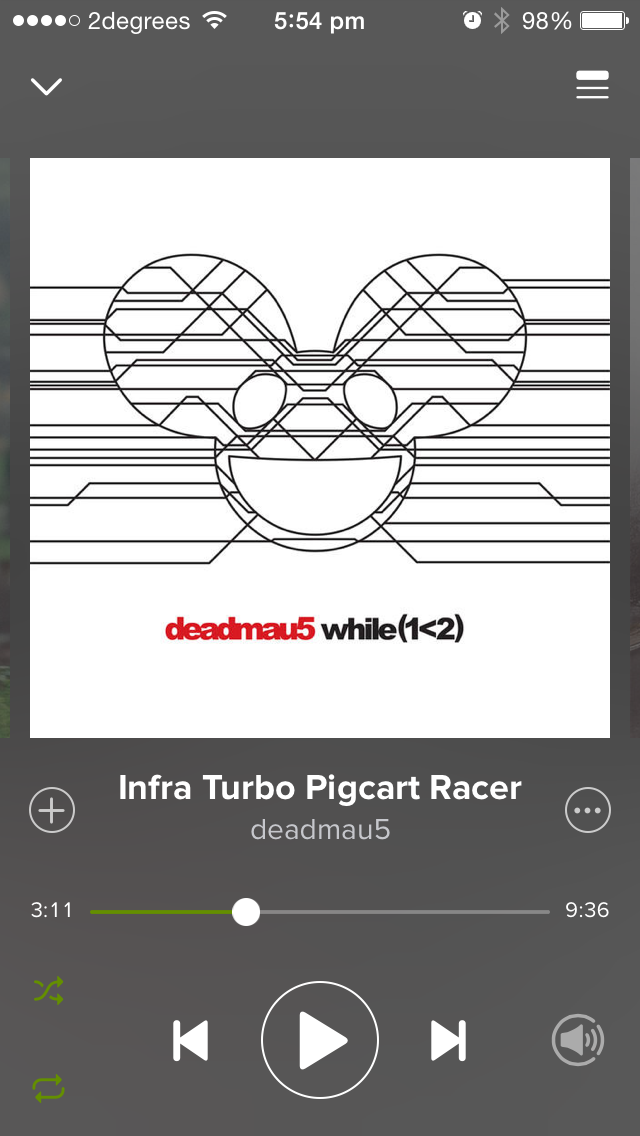 2degrees 5:54 pm 98%
deadmau5 while(1<2)
Infra Turbo Pigcart Racer
deadmau5
3:11 9:36